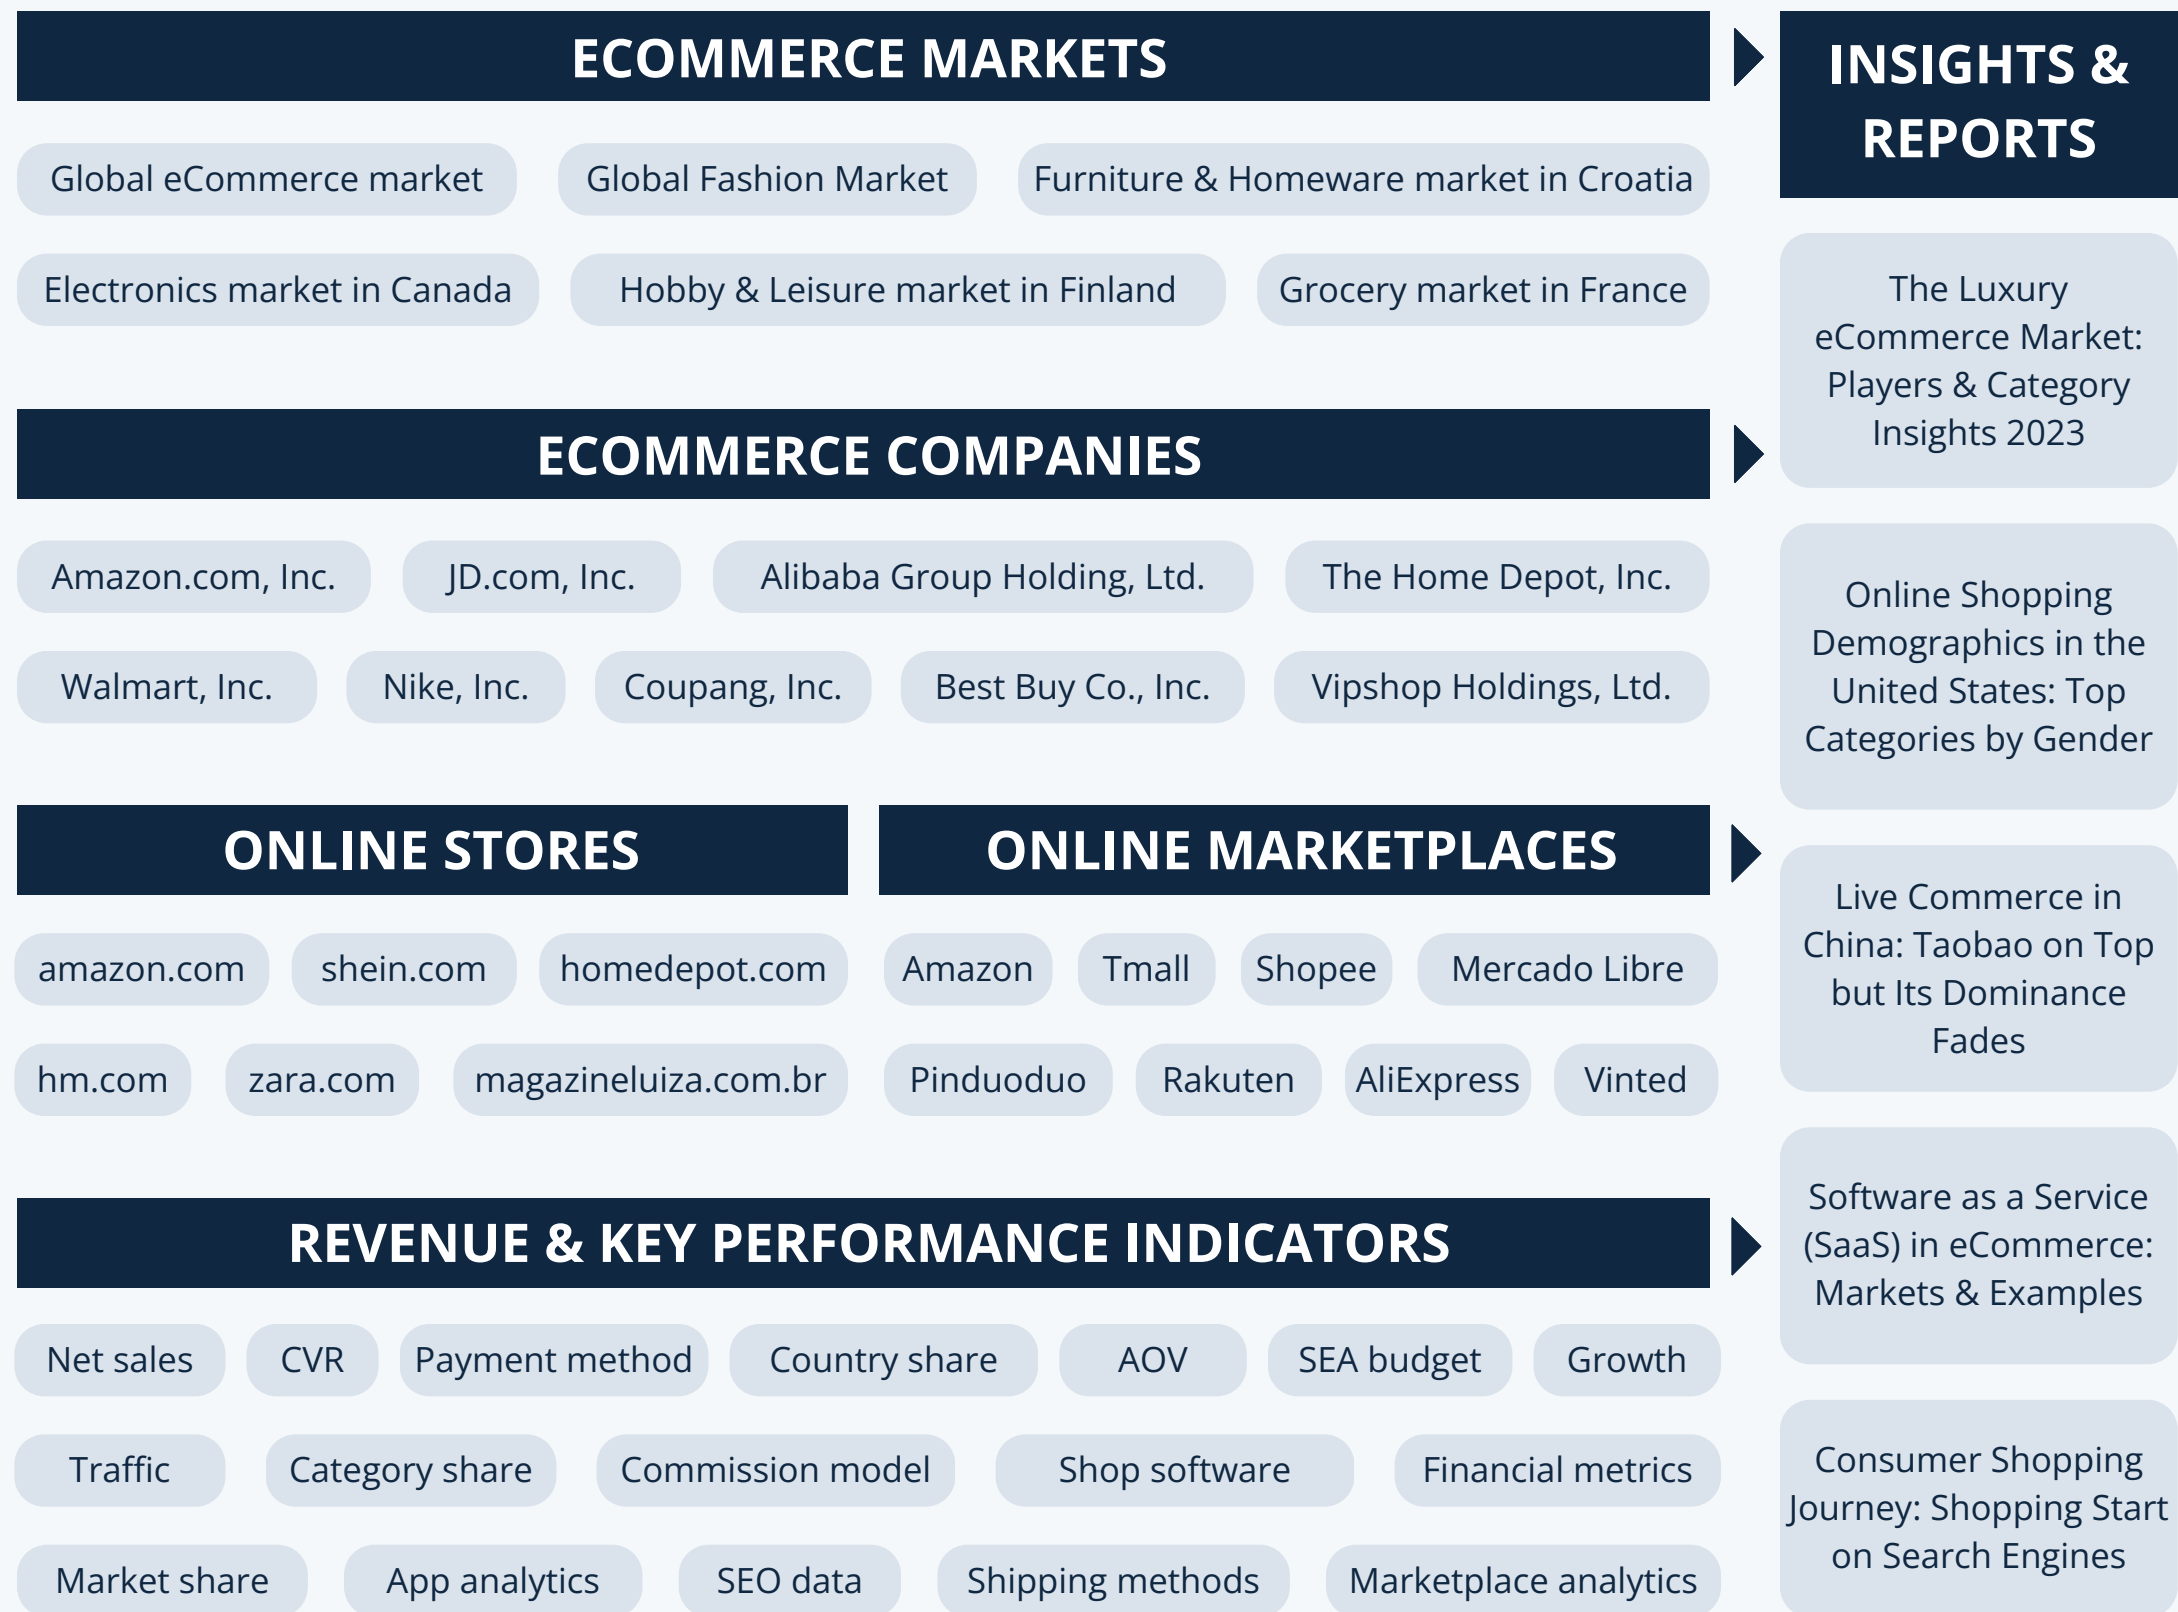 ECOMMERCE MARKETS
Global eCommerce market
Global Fashion Market
Furniture & Homeware market in Croatia
Electronics market in Canada
Hobby & Leisure market in Finland
Grocery market in France
ECOMMERCE COMPANIES
Amazon.com, Inc.
JD.com, Inc.
Alibaba Group Holding, Ltd.
The Home Depot, Inc.
Walmart, Inc.
Nike, Inc.
Coupang, Inc.
Best Buy Co., Inc.
Vipshop Holdings, Ltd.
ONLINE STORES
amazon.com
shein.com
homedepot.com
hm.com
zara.com
magazineluiza.com.br
ONLINE MARKETPLACES
Amazon
Tmall
Shopee
Mercado Libre
Pinduoduo
Rakuten
AliExpress
Vinted
REVENUE & KEY PERFORMANCE INDICATORS
Net sales
CVR
Payment method
Country share
AOV
SEA budget
Growth
Traffic
Category share
Commission model
Shop software
Financial metrics
Market share
App analytics
SEO data
Shipping methods
Marketplace analytics
INSIGHTS &
REPORTS
The Luxury
eCommerce Market:
Players & Category
Insights 2023
Online Shopping
Demographics in the
United States: Top
Categories by Gender
Live Commerce in
China: Taobao on Top
but Its Dominance
Fades
Software as a Service
(SaaS) in eCommerce:
Markets & Examples
Consumer Shopping
Journey: Shopping Start
on Search Engines